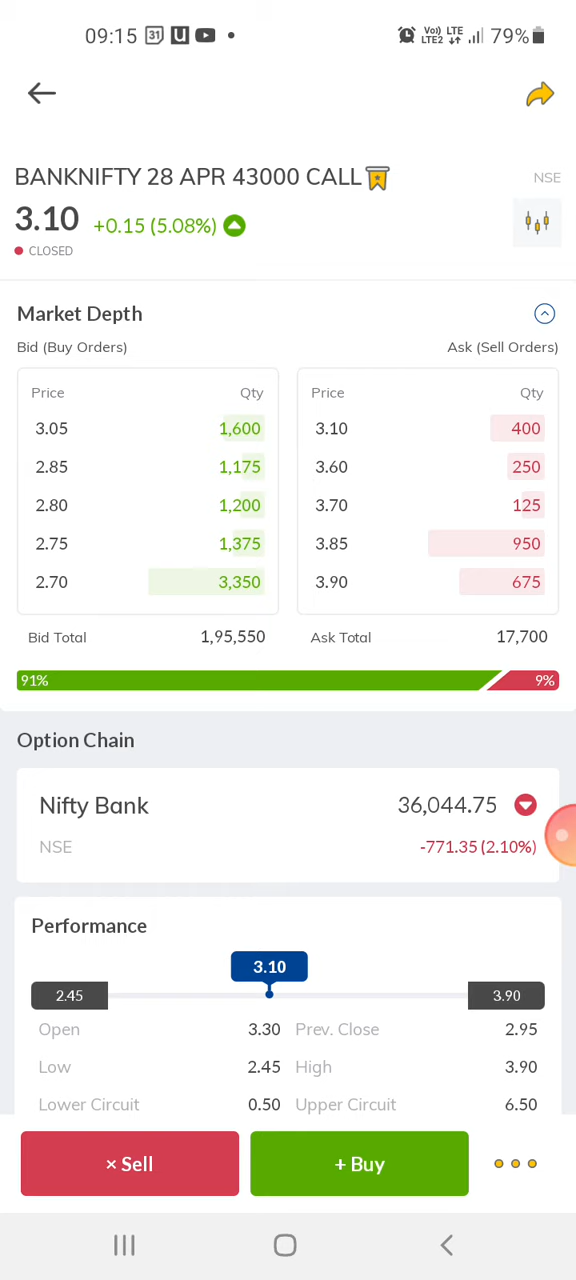 09:15 31 U Vo) LTE LTE2 79%
BANKNIFTY 28 APR 43000 CALL NSE
3.10 +0.15 (5.08%)
CLOSED
Market Depth
Bid (Buy Orders) Ask (Sell Orders)
Price Qty Price Qty
3.05 1,600 3.10 400
2.85 1,175 3.60 250
2.80 1,200 3.70 125
2.75 1,375 3.85 950
2.70 3,350 3.90 675
Bid Total 1,95,550 Ask Total 17,700
91% 9%
Option Chain
Nifty Bank 36,044.75
NSE -771.35 (2.10%)
Performance
3.10
2.45 3.90
Open 3.30 Prev. Close 2.95
Low 2.45 High 3.90
Lower Circuit 0.50 Upper Circuit 6.50
× Sell + Buy